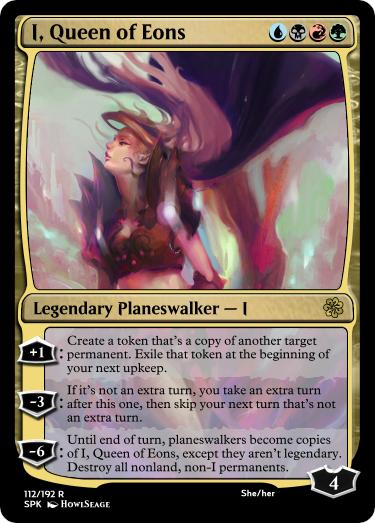 I, Queen of Eons
Legendary Planeswalker — I
+1: Create a token that's a copy of another target
permanent. Exile that token at the beginning of
your next upkeep.
−3: If it's not an extra turn, you take an extra turn
after this one, then skip your next turn that's not
an extra turn.
−6: Until end of turn, planeswalkers become copies
of I, Queen of Eons, except they aren't legendary.
Destroy all nonland, non-I permanents.
4
112/192 R
She/her
SPK HowlSeage